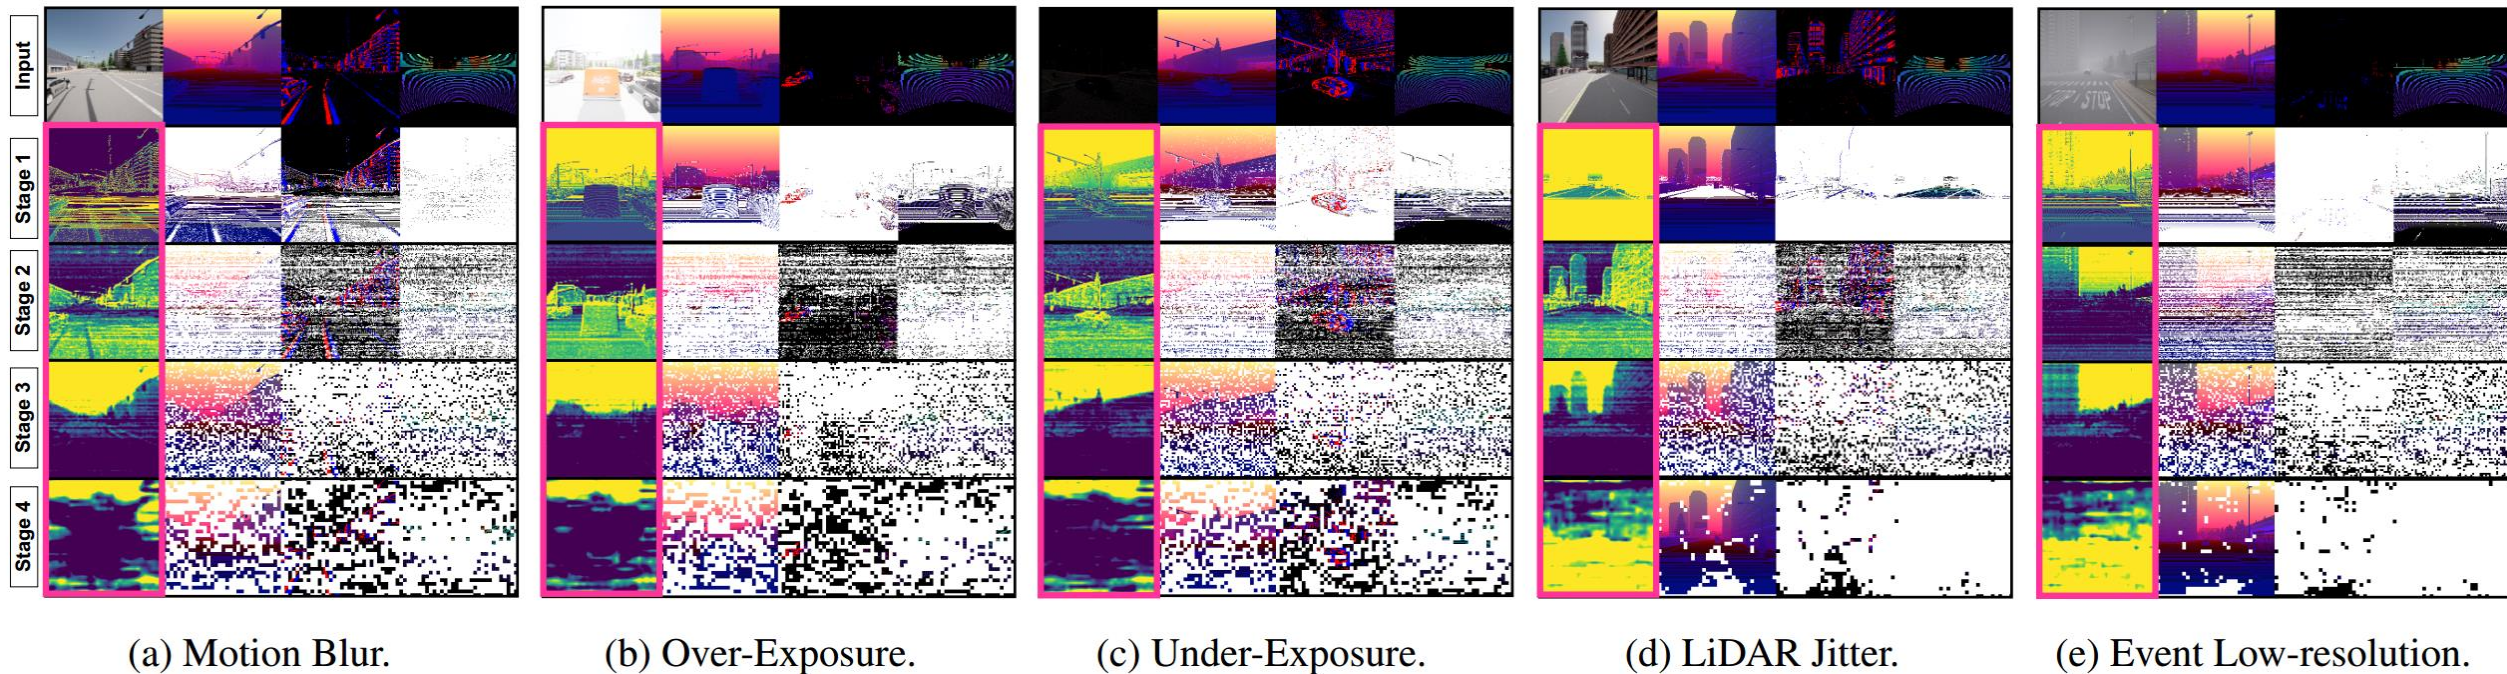 Input
Stage 1
Stage 2
Stage 3
Stage 4
STOP
(a) Motion Blur.
(b) Over-Exposure.
(c) Under-Exposure.
(d) LiDAR Jitter.
(e) Event Low-resolution.